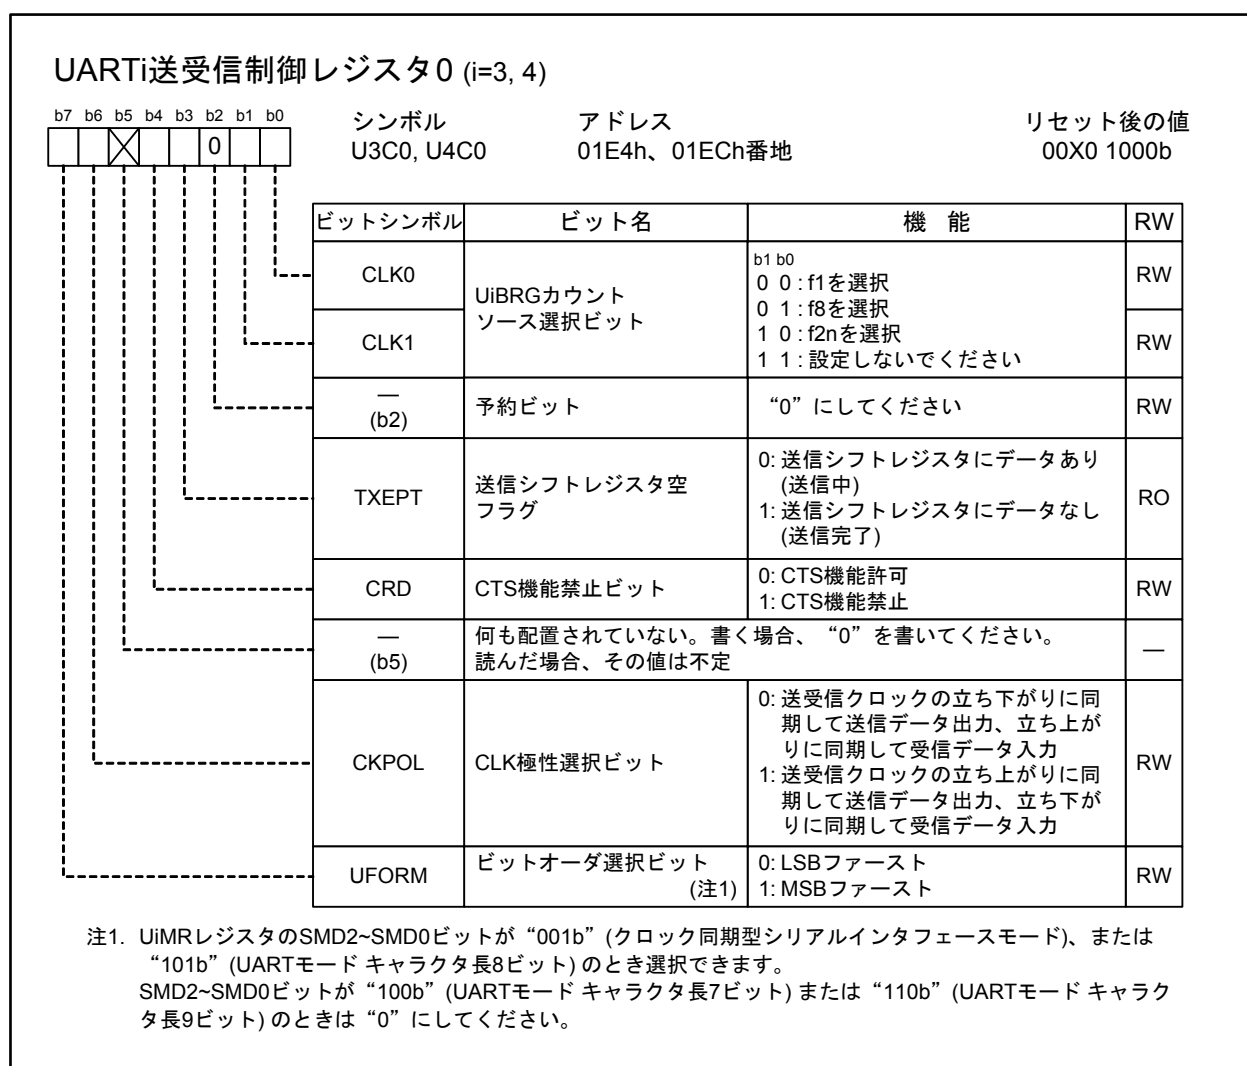 UARTi送受信制御レジスタ0 (i=3, 4)
b7 b6 b5 b4 b3 b2 b1 b0
0
シンボル アドレス リセット後の値
U3C0, U4C0 01E4h、01ECh番地 00X0 1000b
ビットシンボル ビット名 機 能 RW
CLK0
UiBRGカウント
ソース選択ビット
b1 b0
0 0 : f1を選択
0 1 : f8を選択
1 0 : f2nを選択
1 1 : 設定しないでください
RW
CLK1
RW
—
(b2)
予約ビット
“0”にしてください
RW
TXEPT
送信シフトレジスタ空
フラグ
0: 送信シフトレジスタにデータあり
(送信中)
1: 送信シフトレジスタにデータなし
(送信完了)
RO
CRD
CTS機能禁止ビット
0: CTS機能許可
1: CTS機能禁止
RW
—
(b5)
何も配置されていない。書く場合、“0”を書いてください。
読んだ場合、その値は不定
—
CKPOL
CLK極性選択ビット
0: 送受信クロックの立ち下がりに同
期して送信データ出力、立ち上が
りに同期して受信データ入力
1: 送受信クロックの立ち上がりに同
期して送信データ出力、立ち下が
りに同期して受信データ入力
RW
UFORM
ビットオーダ選択ビット
(注1)
0: LSBファースト
1: MSBファースト
RW
注1. UiMRレジスタのSMD2~SMD0ビットが“001b”(クロック同期型シリアルインタフェースモード)、または
“101b”(UARTモード キャラクタ長8ビット) のとき選択できます。
SMD2~SMD0ビットが“100b”(UARTモード キャラクタ長7ビット) または“110b”(UARTモード キャラク
タ長9ビット) のときは“0”にしてください。